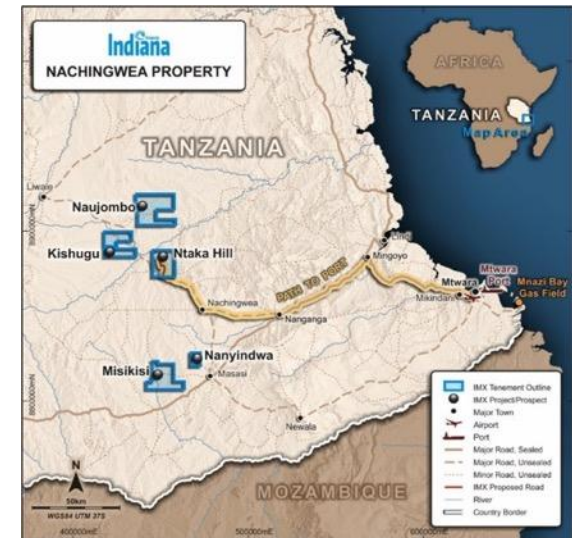 Indiana
NACHINGWEA PROPERTY
AFRICA
TANZANIA
Map Area
TANZANIA
Liwale
Naujombo
Kishugu
Ntaka Hill
Lindi
Mingoyo
PATH TO PORT
Mtwara
Mtwara
Port
Mikindani
Mnazi Bay
Gas Field
Nachingwea
Nanganga
Nanyindwa
Misikisi
Masasi
Newala
MOZAMBIQUE
N
50km
WGS84 UTM 37S
400000mE
500000mE
600000mE
IMX Tenement Outline
IMX Project/Prospect
Major Town
Airport
Port
Major Road, Sealed
Major Road, Unsealed
Minor Road, Unsealed
IMX Proposed Road
River
Country Border